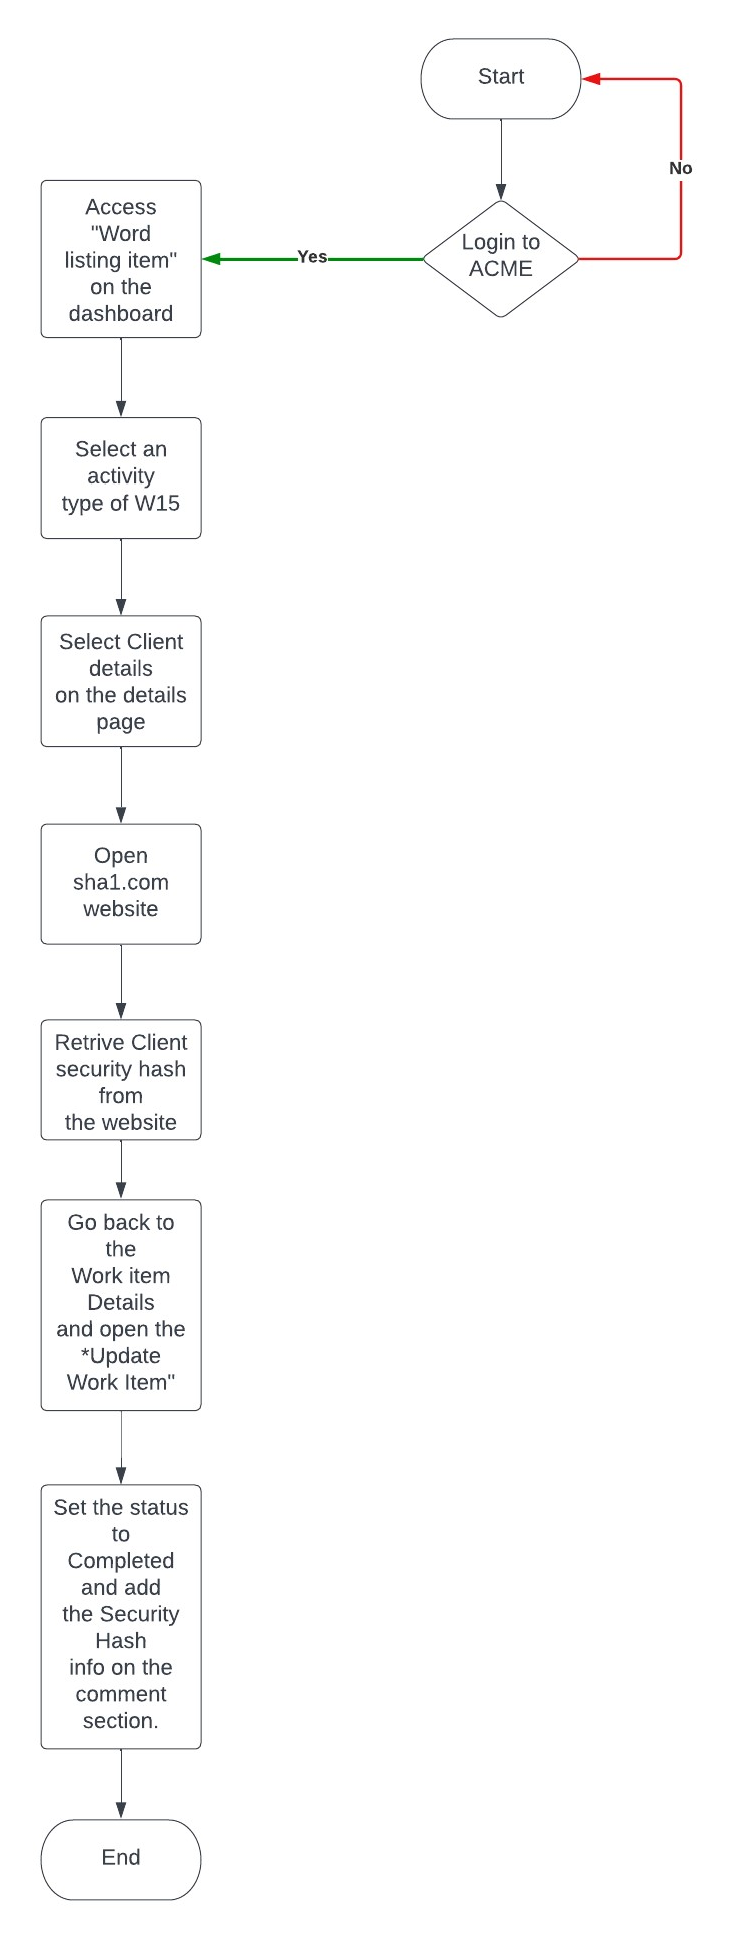 Start
No
Login to
ACME
Yes
Access
"Word
listing item"
on the
dashboard
Select an
activity
type of W15
Select Client
details
on the details
page
Open
sha1.com
website
Retrive Client
security hash
from
the website
Go back to
the
Work item
Details
and open the
*Update
Work Item"
Set the status
to
Completed
and add
the Security
Hash
info on the
comment
section.
End